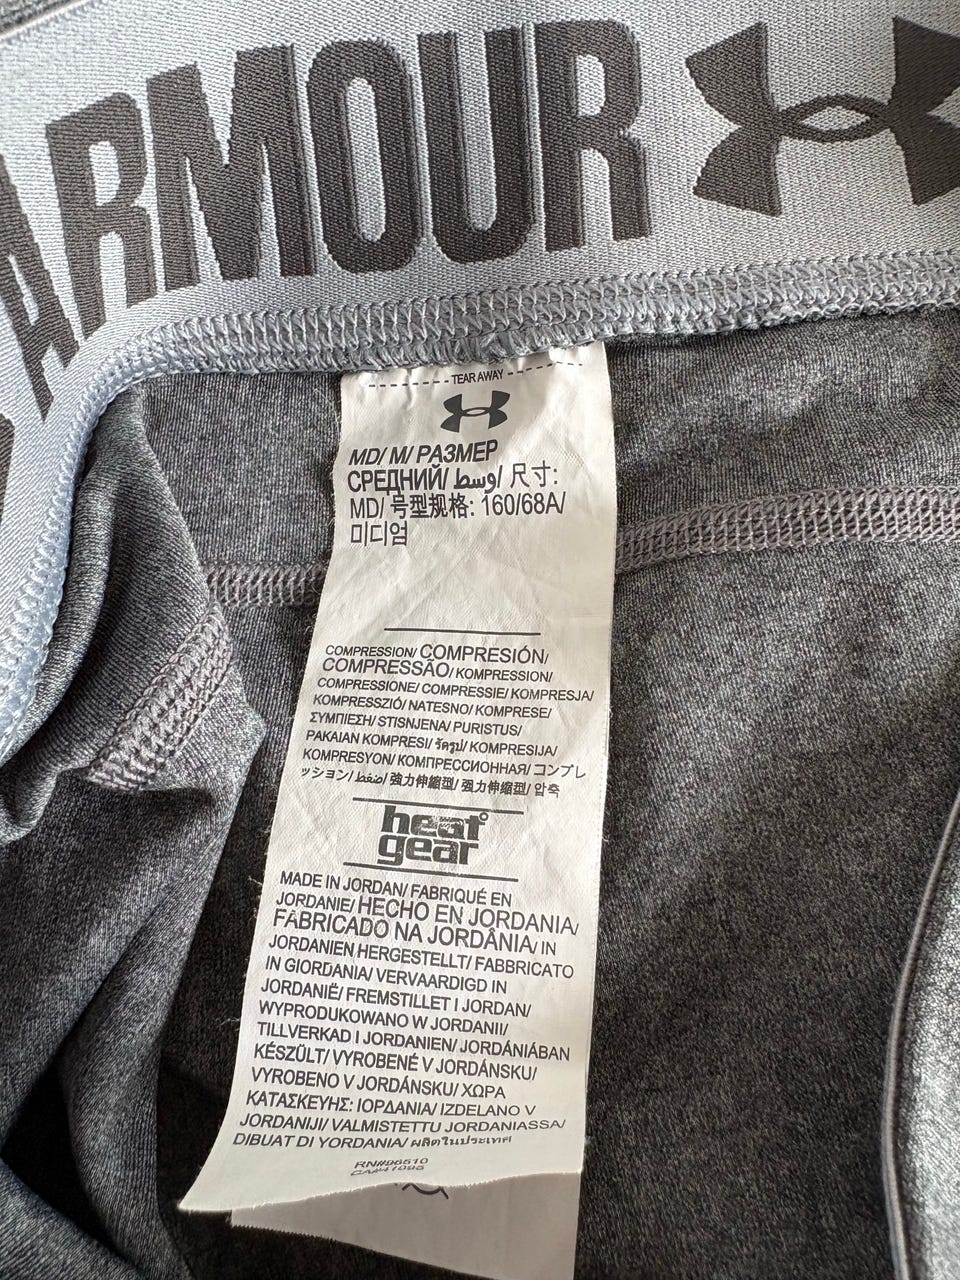 ARMOUR
TEAR AWAY
MD/ M/ РАЗМЕР
СРЕДНИЙ/ وسط/ 尺寸:
MD/ 号型规格: 160/68A/
미디엄
COMPRESSION/ COMPRESIÓN/
COMPRESSÃO/ KOMPRESSION/
COMPRESSIONE/ COMPRESSIE/ KOMPRESJA/
KOMPRESSZIÓ/ NATESNO/ KOMPRESE/
ΣΥΜΠΙΕΣΗ/ STISNJENA/ PURISTUS/
PAKAIAN KOMPRESI/ รัดรูป/ KOMPRESIJA/
KOMPRESYON/ КОМПРЕССИОННАЯ/ コンプレ
ッション/ ضغط/ 強力伸縮型/ 强力伸缩型/ 압축
heat
gear
MADE IN JORDAN/ FABRIQUÉ EN
JORDANIE/ HECHO EN JORDANIA/
FABRICADO NA JORDÂNIA/ IN
JORDANIEN HERGESTELLT/ FABBRICATO
IN GIORDANIA/ VERVAARDIGD IN
JORDANIË/ FREMSTILLET I JORDAN/
WYPRODUKOWANO W JORDANII/
TILLVERKAD I JORDANIEN/ JORDÁNIÁBAN
KÉSZÜLT/ VYROBENÉ V JORDÁNSKU/
VYROBENO V JORDÁNSKU/ ΧΩΡΑ
ΚΑΤΑΣΚΕΥΗΣ: ΙΟΡΔΑΝΙΑ/ IZDELANO V
JORDANIJI/ VALMISTETTU JORDANIASSA/
DIBUAT DI YORDANIA/ ผลิตในประเทศ
RN#96510
CA#41095